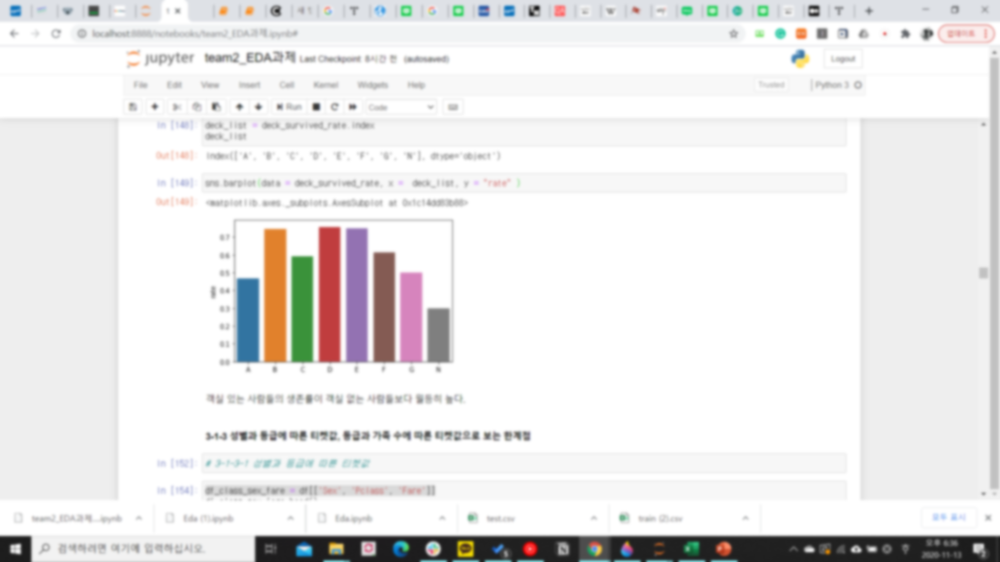 localhost:8888/notebooks/team2_EDA과제.ipynb#
업데이트
jupyter team2_EDA과제 Last Checkpoint: 8시간 전 (autosaved)
Logout
File Edit View Insert Cell Kernel Widgets Help
Trusted Python 3
Run Code
In [148]: deck_list = deck_survived_rate.index
deck_list
Out[148]: Index(['A', 'B', 'C', 'D', 'E', 'F', 'G', 'N'], dtype='object')
In [149]: sns.barplot(data = deck_survived_rate, x = deck_list, y = "rate" )
Out[149]: <matplotlib.axes._subplots.AxesSubplot at
0.7
0.6
0.5
0.4
0.3
0.2
0.1
0.0
rate
A B C D E F G N
객실 있는 사람들의 생존률이 객실 없는 사람들보다 월등히 높다.
3-1-3 성별과 등급에 따른 티켓값, 등급과 가족 수에 따른 티켓값으로 보는 한계점
In [152]: # 3-1-3-1 성별과 등급에 따른 티켓값
In [154]: df_class_sex_fare = df[['Sex', 'Pclass', 'Fare']]
team2_EDA과제....ipynb
Eda (1).ipynb
Eda.ipynb
test.csv
train (2).csv
모두 표시
검색하려면 여기에 입력하십시오.
오후 6:36
2020-11-13